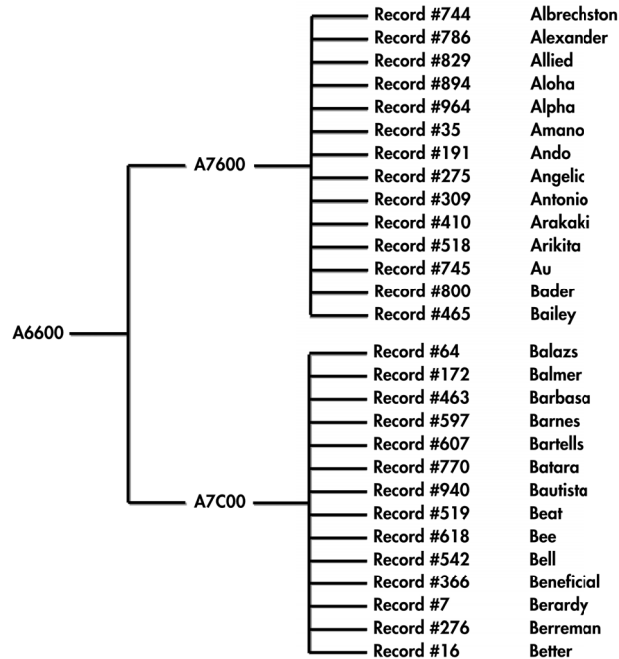 Record #744 Albrechston
Record #786 Alexander
Record #829 Allied
Record #894 Aloha
Record #964 Alpha
Record #35 Amano
Record #191 Ando
A7600
Record #275 Angelic
Record #309 Antonio
Record #410 Arakaki
Record #518 Arikita
Record #745 Au
Record #800 Bader
Record #465 Bailey
A6600
Record #64 Balazs
Record #172 Balmer
Record #463 Barbasa
Record #597 Barnes
Record #607 Bartells
Record #770 Batara
Record #940 Bautista
A7C00
Record #519 Beat
Record #618 Bee
Record #542 Bell
Record #366 Beneficial
Record #7 Berardy
Record #276 Berreman
Record #16 Better